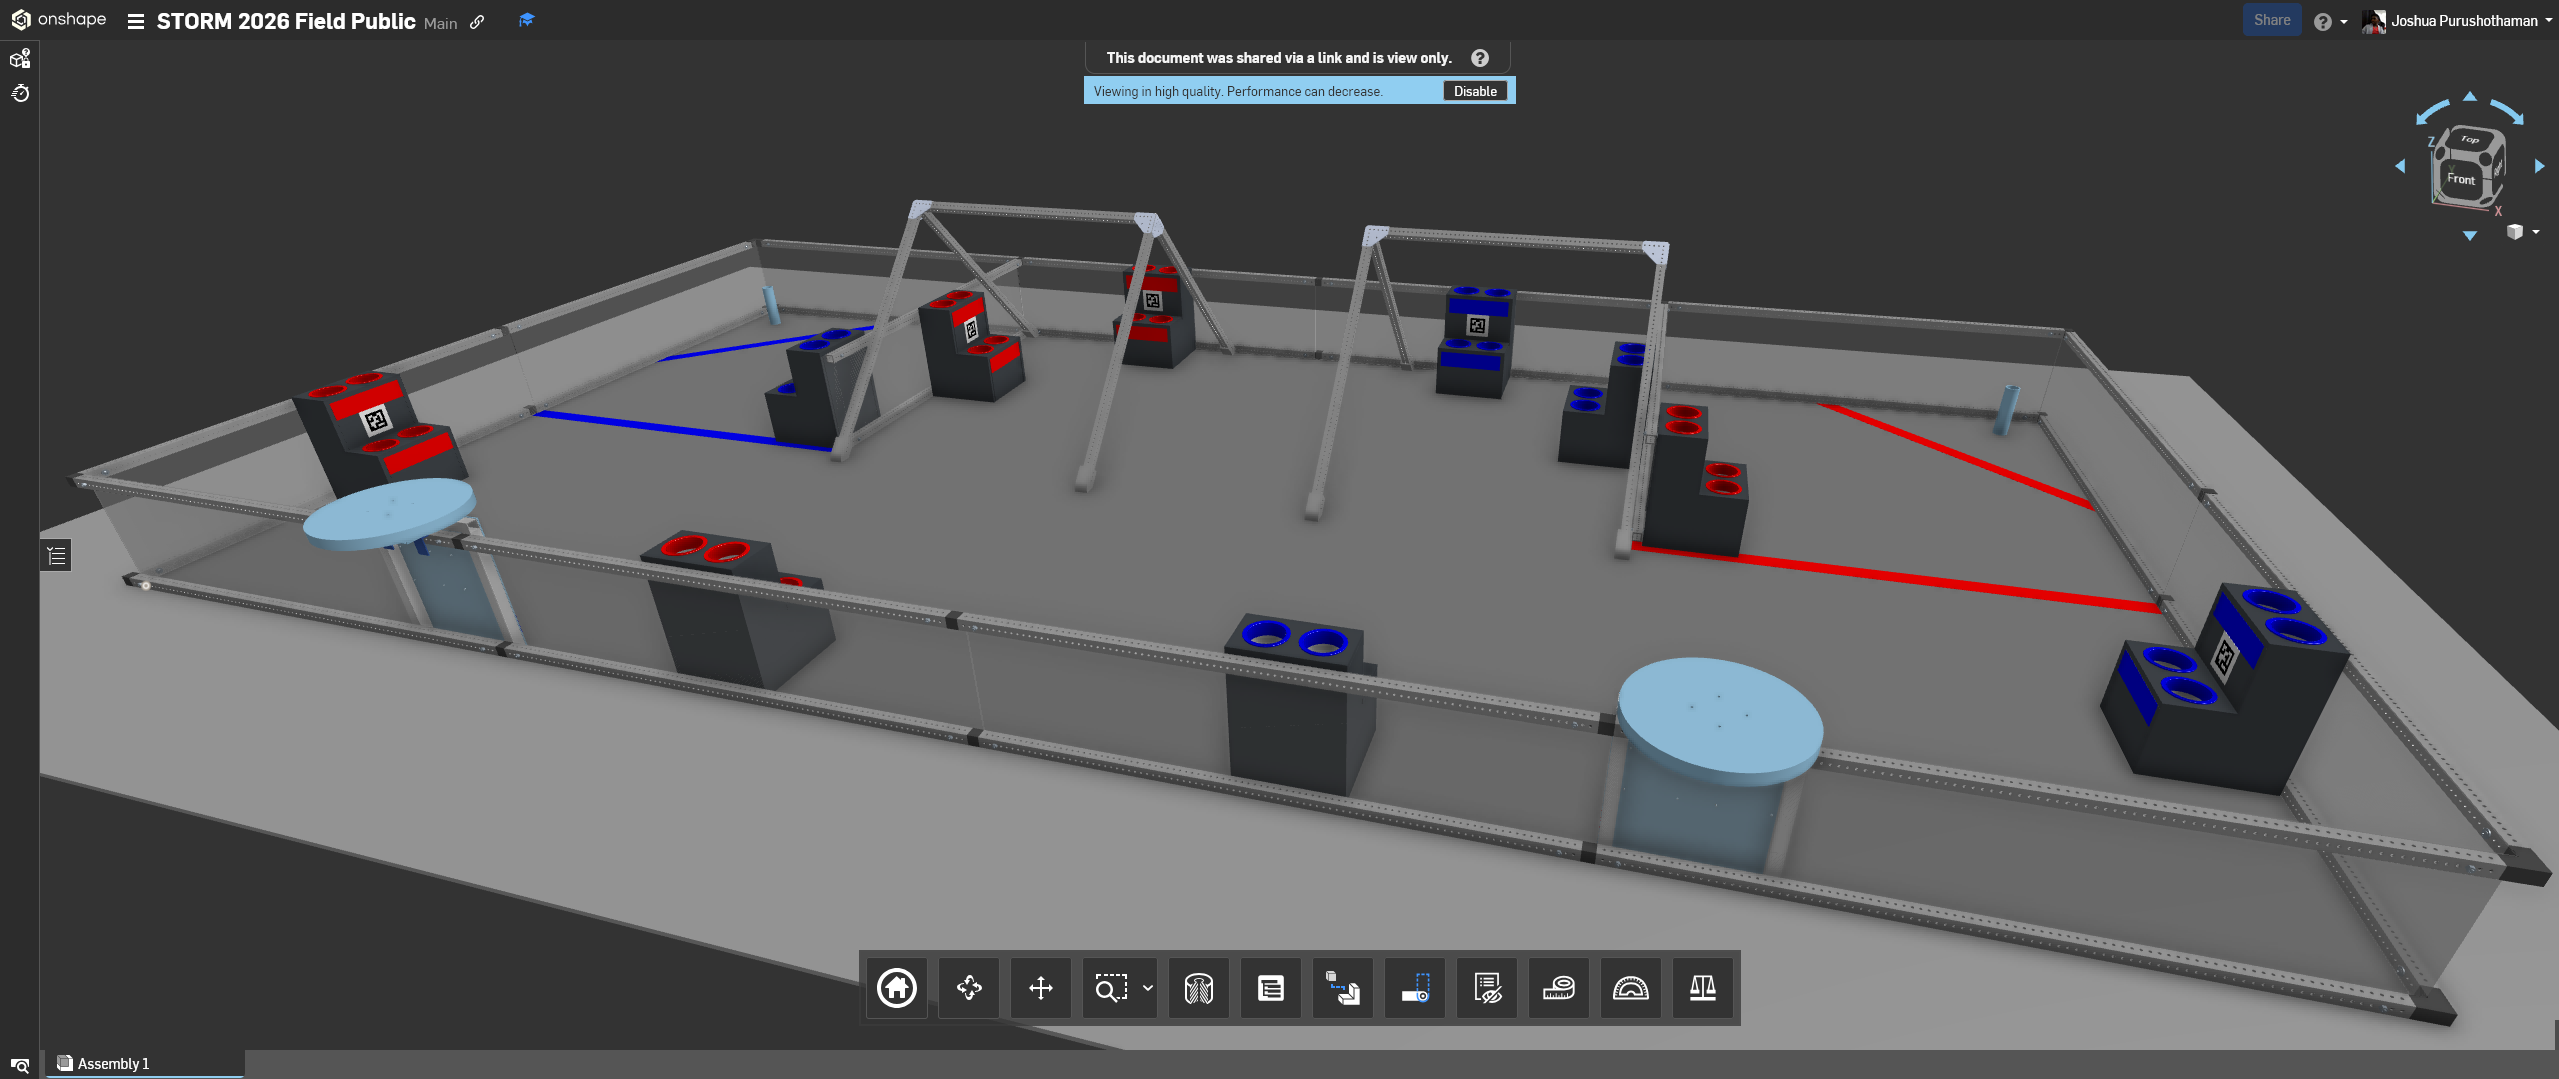 onshape
STORM 2026 Field Public Main
Share
Joshua Purushothaman
This document was shared via a link and is view only.
Viewing in high quality. Performance can decrease.
Disable
Top
Z
Front
X
Assembly 1